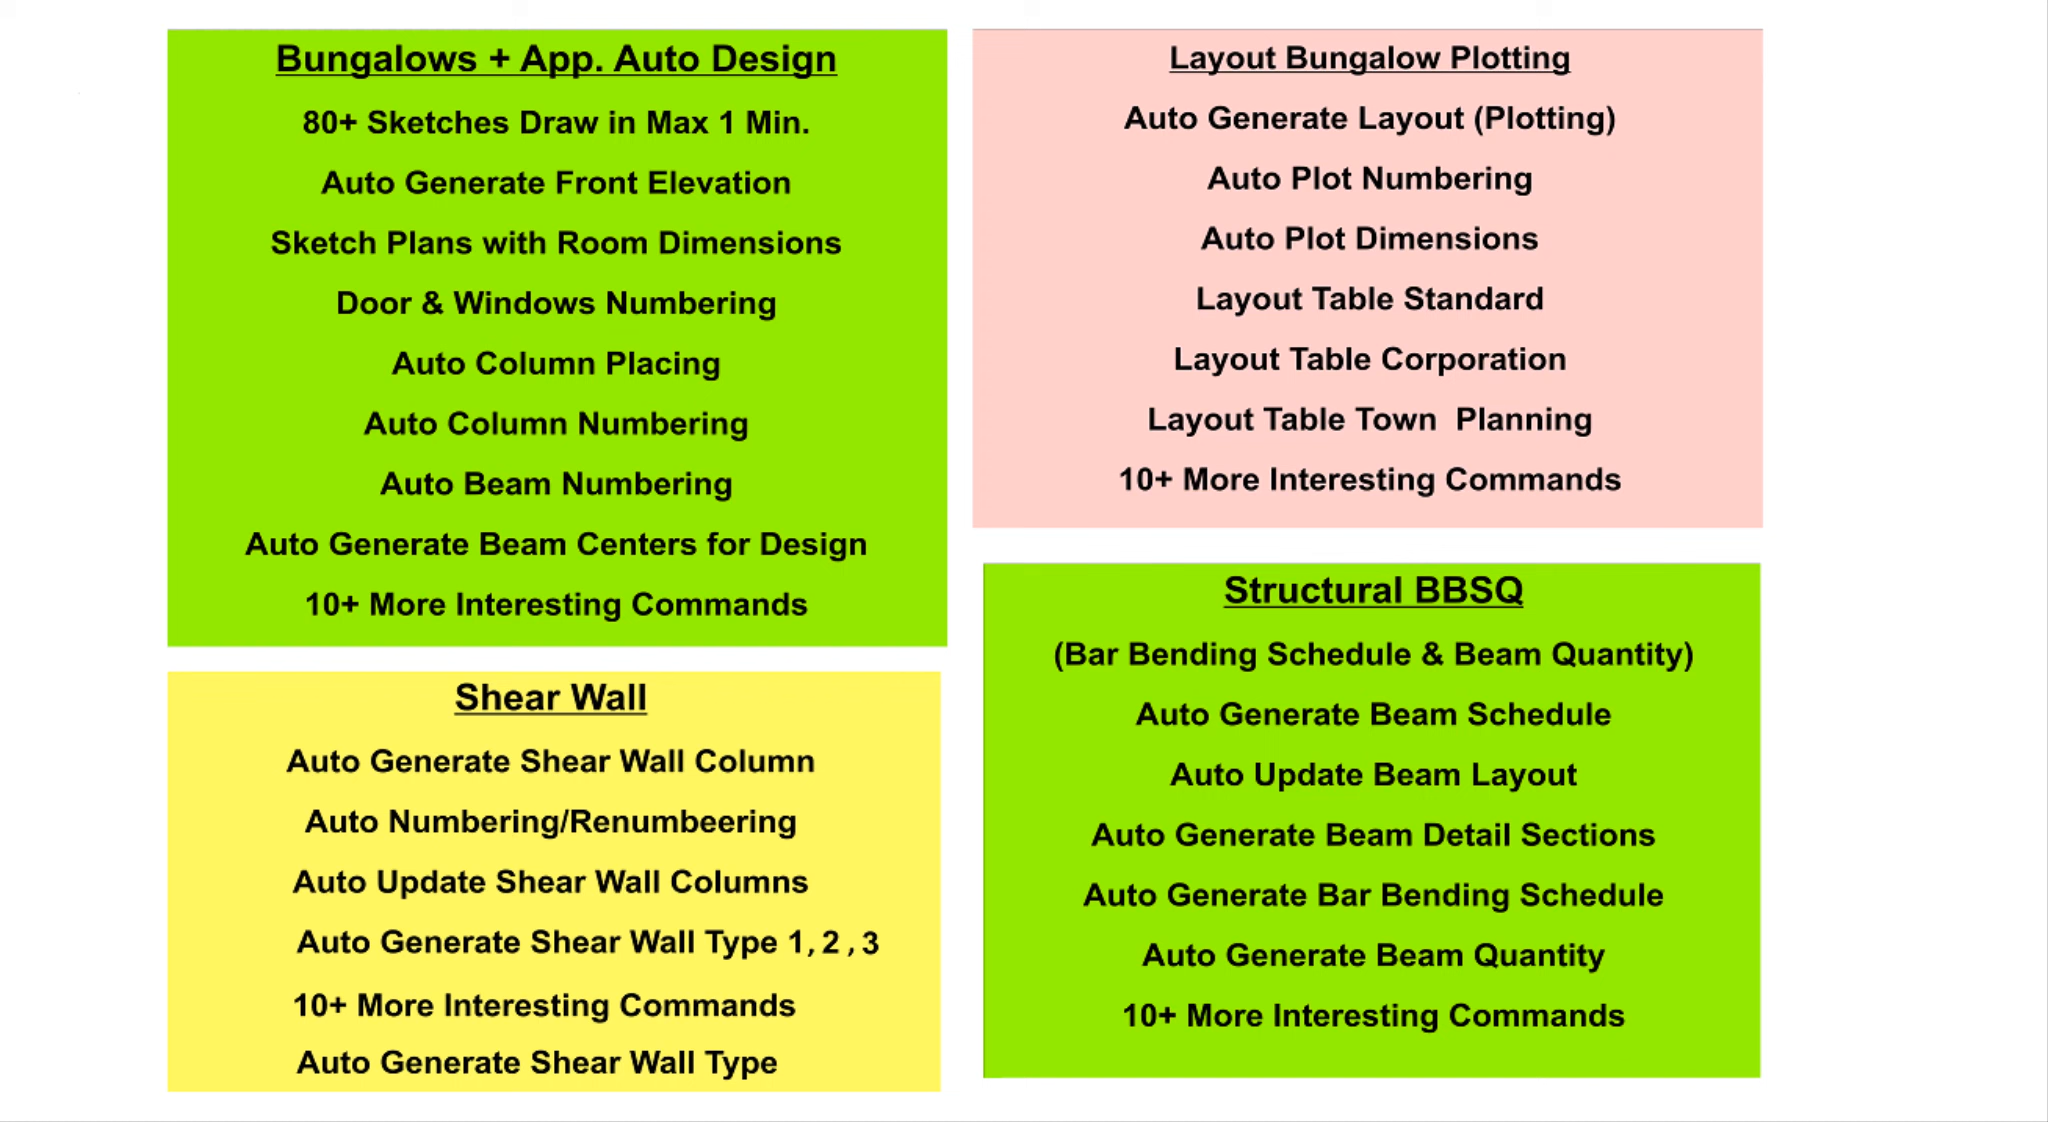 Bungalows + App. Auto Design
80+ Sketches Draw in Max 1 Min.
Auto Generate Front Elevation
Sketch Plans with Room Dimensions
Door & Windows Numbering
Auto Column Placing
Auto Column Numbering
Auto Beam Numbering
Auto Generate Beam Centers for Design
10+ More Interesting Commands
Shear Wall
Auto Generate Shear Wall Column
Auto Numbering/Renumbeering
Auto Update Shear Wall Columns
Auto Generate Shear Wall Type 1, 2 , 3
10+ More Interesting Commands
Auto Generate Shear Wall Type
Layout Bungalow Plotting
Auto Generate Layout (Plotting)
Auto Plot Numbering
Auto Plot Dimensions
Layout Table Standard
Layout Table Corporation
Layout Table Town  Planning
10+ More Interesting Commands
Structural BBSQ
(Bar Bending Schedule & Beam Quantity)
Auto Generate Beam Schedule
Auto Update Beam Layout
Auto Generate Beam Detail Sections
Auto Generate Bar Bending Schedule
Auto Generate Beam Quantity
10+ More Interesting Commands